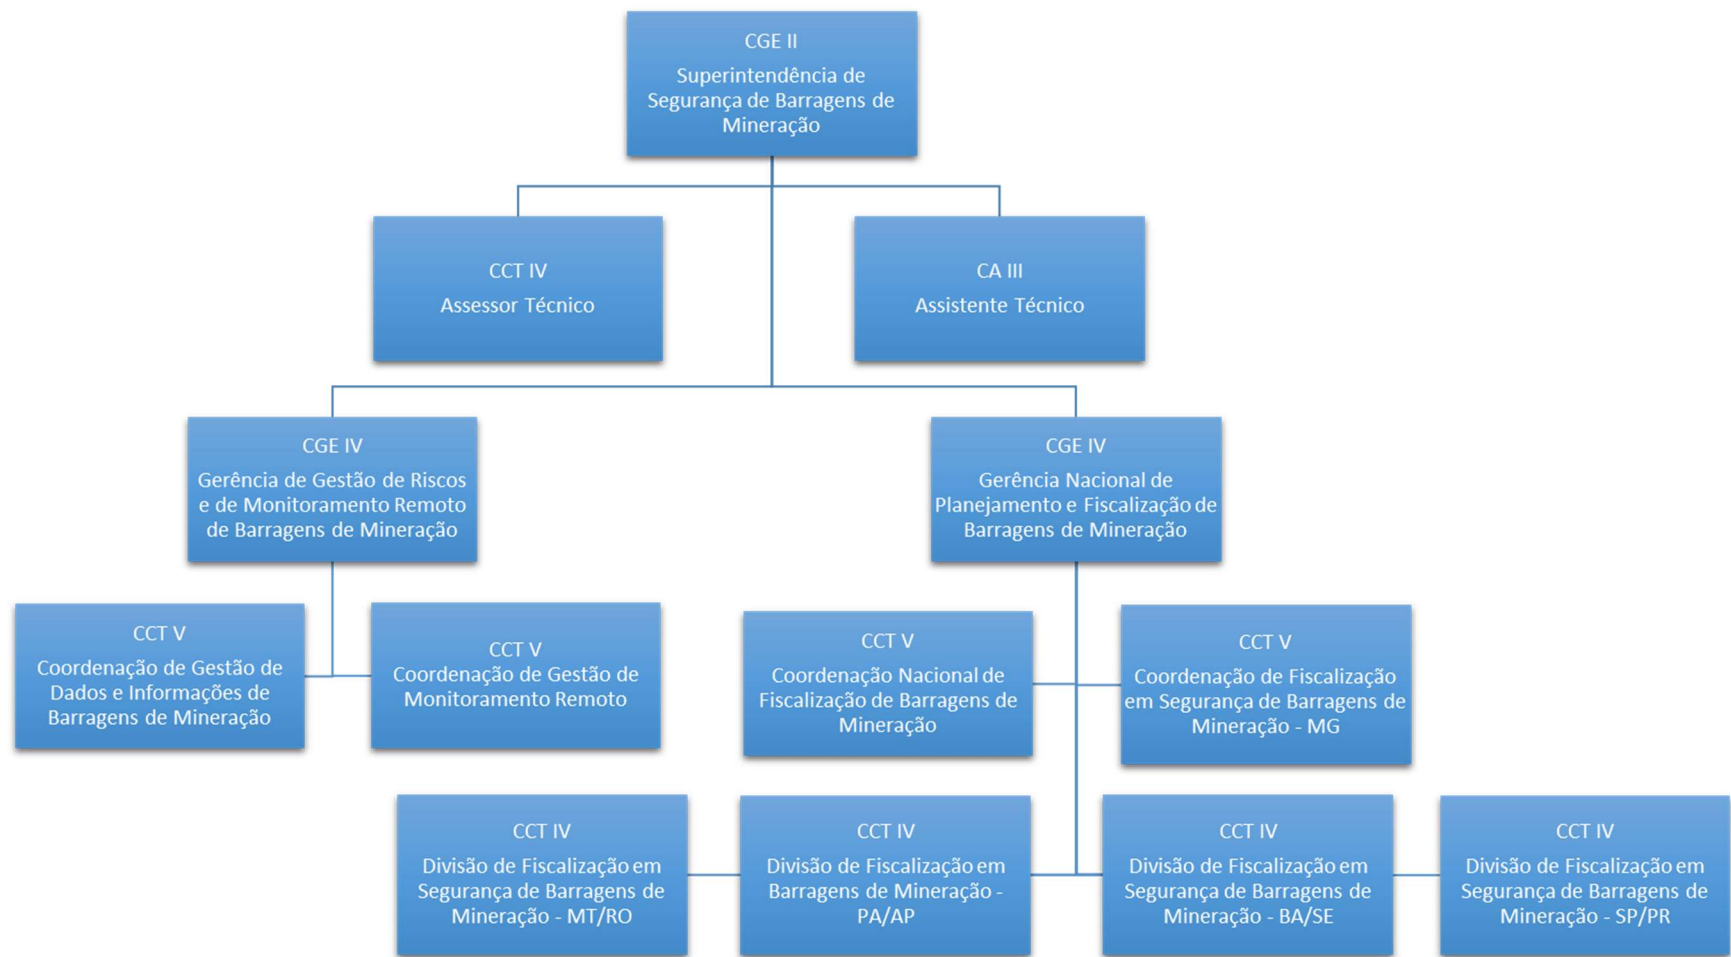 CGE II
Superintendência de
Segurança de Barragens de
Mineração
CCT IV
Assessor Técnico
CA III
Assistente Técnico
CGE IV
Gerência de Gestão de Riscos
e de Monitoramento Remoto
de Barragens de Mineração
CGE IV
Gerência Nacional de
Planejamento e Fiscalização de
Barragens de Mineração
CCT V
Coordenação de Gestão de
Dados e Informações de
Barragens de Mineração
CCT V
Coordenação de Gestão de
Monitoramento Remoto
CCT V
Coordenação Nacional de
Fiscalização de Barragens de
Mineração
CCT V
Coordenação de Fiscalização
em Segurança de Barragens de
Mineração - MG
CCT IV
Divisão de Fiscalização em
Segurança de Barragens de
Mineração - MT/RO
CCT IV
Divisão de Fiscalização em
Barragens de Mineração -
PA/AP
CCT IV
Divisão de Fiscalização em
Segurança de Barragens de
Mineração - BA/SE
CCT IV
Divisão de Fiscalização em
Segurança de Barragens de
Mineração - SP/PR